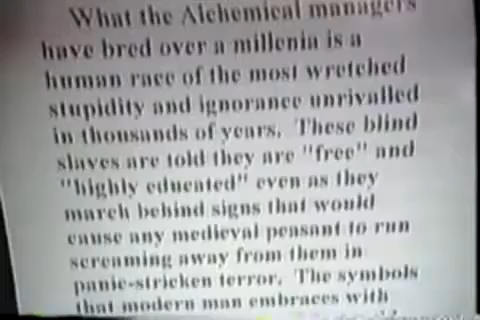 What the Alchemical managers
have bred over a millenia is a
human race of the most wretched
stupidity and ignorance unrivalled
in thousands of years. These blind
slaves are told they are "free" and
"highly educated" even as they
march behind signs that would
cause any medieval peasant to run
screaming away from them in
panic-stricken terror. The symbols
that modern man embraces with